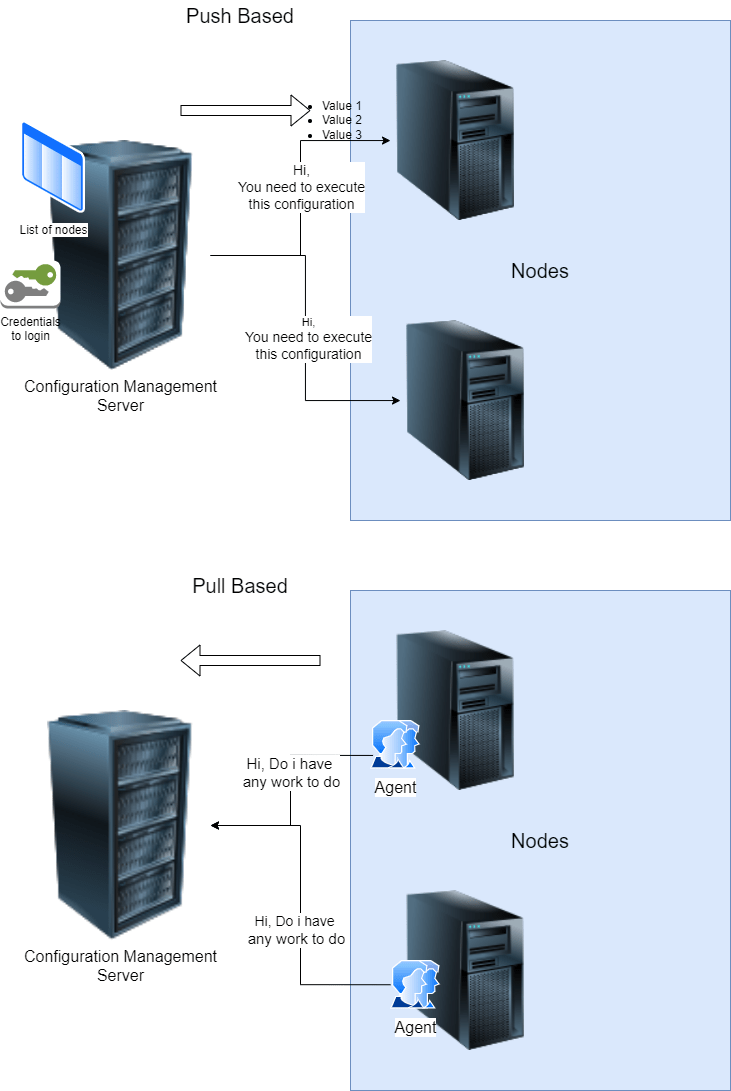 Push Based
Value 1
Value 2
Value 3
Hi,
You need to execute
this configuration
List of nodes
Nodes
Credentials
to login
Hi,
You need to execute
this configuration
Configuration Management
Server
Pull Based
Hi, Do i have
any work to do
Agent
Nodes
Hi, Do i have
any work to do
Configuration Management
Server
Agent